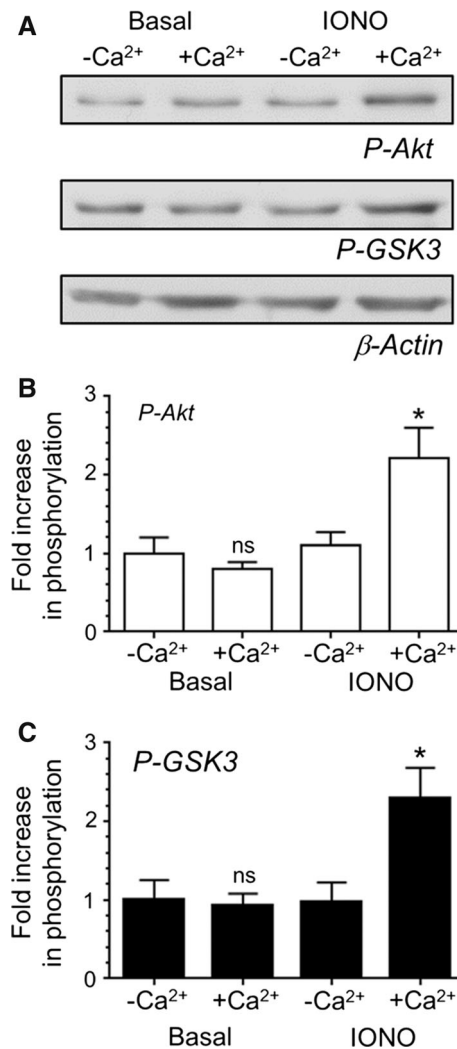 A
Basal IONO
-Ca²⁺ +Ca²⁺ -Ca²⁺ +Ca²⁺
P-Akt
P-GSK3
β-Actin
B
P-Akt
Fold increase
in phosphorylation
3
2
1
0
ns
*
-Ca²⁺ +Ca²⁺ -Ca²⁺ +Ca²⁺
Basal IONO
C
P-GSK3
Fold increase
in phosphorylation
3
2
1
0
ns
*
-Ca²⁺ +Ca²⁺ -Ca²⁺ +Ca²⁺
Basal IONO